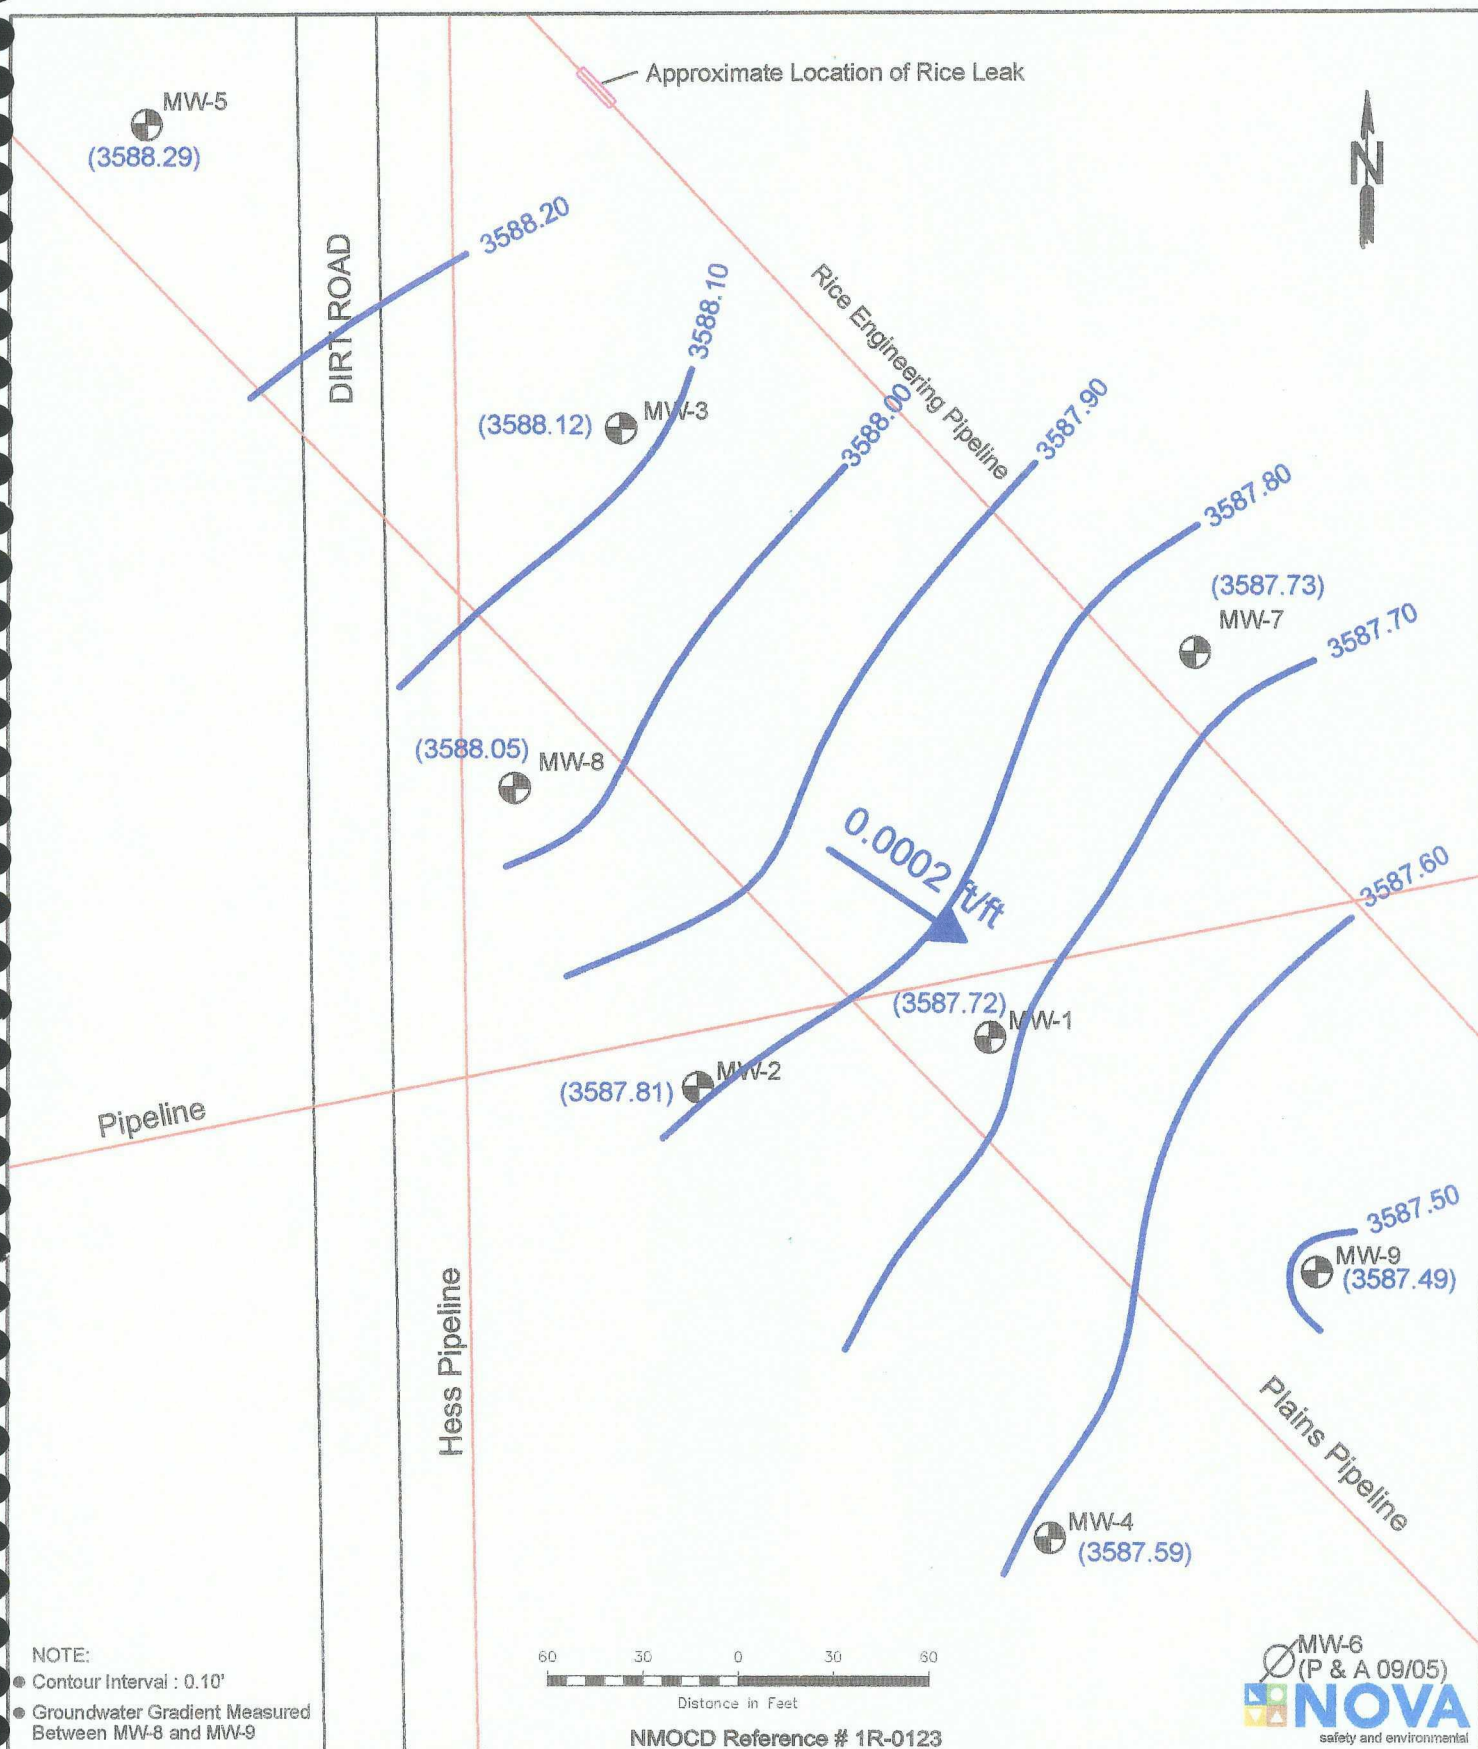 Approximate Location of Rice Leak
MW-5
(3588.29)
N
3588.20
DIRT ROAD
3588.10
Rice Engineering Pipeline
(3588.12)
MW-3
3588.00
3587.90
3587.80
(3587.73)
MW-7
3587.70
(3588.05)
MW-8
0.0002 ft/ft
3587.60
(3587.72)
MW-1
(3587.81)
MW-2
Pipeline
3587.50
MW-9
(3587.49)
Hess Pipeline
Plains Pipeline
MW-4
(3587.59)
NOTE:
Contour Interval : 0.10'
Groundwater Gradient Measured
Between MW-8 and MW-9
60 30 0 30 60
Distance in Feet
NMOCD Reference # 1R-0123
MW-6
(P & A 09/05)
NOVA
safety and environmental